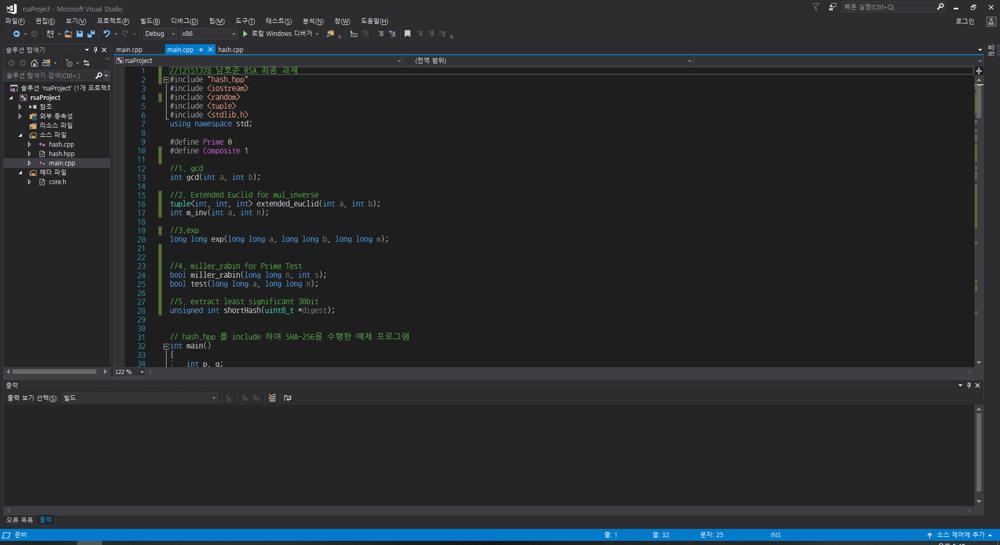 rsaProject - Microsoft Visual Studio
빠른 실행(Ctrl+Q)
파일(F) 편집(E) 보기(V) 프로젝트(P) 빌드(B) 디버그(D) 팀(M) 도구(T) 테스트(S) 분석(N) 창(W) 도움말(H)
로그인
Debug x86 로컬 Windows 디버거
솔루션 탐색기
솔루션 탐색기 검색(Ctrl+;)
솔루션 'rsaProject' (1개 프로젝트
rsaProject
참조
외부 종속성
리소스 파일
소스 파일
hash.cpp
hash.hpp
main.cpp
헤더 파일
core.h
main.cpp main.cpp hash.cpp
rsaProject (전역 범위)
1 //12151378 남호준 RSA 최종 과제
2 #include "hash.hpp"
3 #include <iostream>
4 #include <random>
5 #include <tuple>
6 #include <stdlib.h>
7 using namespace std;
8
9 #define Prime 0
10 #define Composite 1
11
12 //1. gcd
13 int gcd(int a, int b);
14
15 //2. Extended Euclid for mul_inverse
16 tuple<int, int, int> extended_euclid(int a, int b);
17 int m_inv(int a, int n);
18
19 //3.exp
20 long long exp(long long a, long long b, long long m);
21
22
23 //4. miller_rabin for Prime Test
24 bool miller_rabin(long long n, int s);
25 bool test(long long a, long long n);
26
27 //5. extract least significant 30bit
28 unsigned int shortHash(uint8_t *digest);
29
30
31 // hash.hpp 를 include 하여 SHA-256을 수행한 예제 프로그램
32 int main()
33 {
34 int p, q;
122 %
출력
출력 보기 선택(S): 빌드
오류 목록 출력
준비 줄: 1 열: 32 문자: 25 INS 소스 제어에 추가